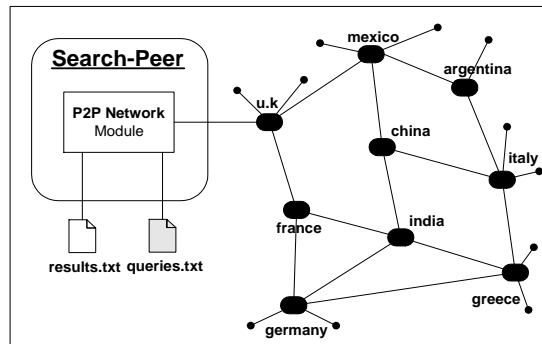 Search-Peer
P2P Network
Module
results.txt
queries.txt
mexico
argentina
u.k
china
italy
france
india
greece
germany